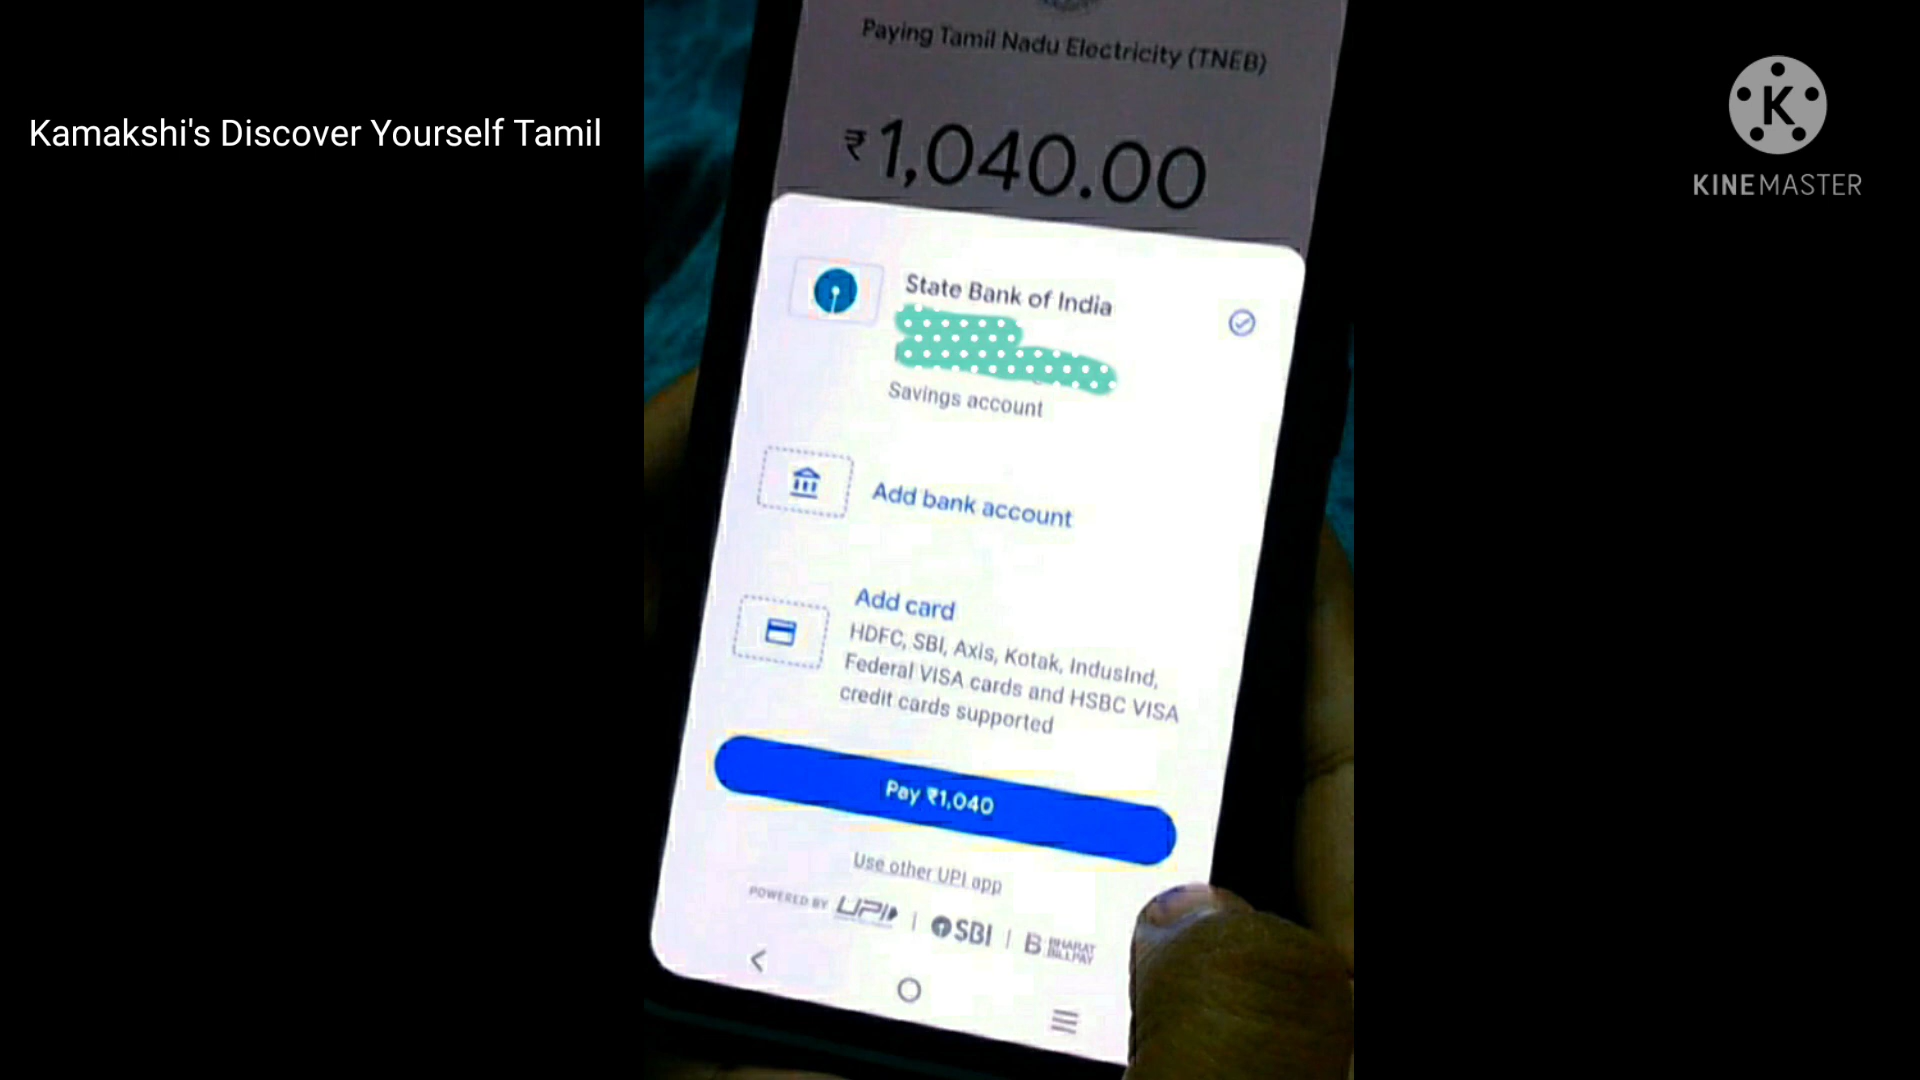 Kamakshi's Discover Yourself Tamil
K
KINEMASTER
Paying Tamil Nadu Electricity (TNEB)
₹1,040.00
State Bank of India
Savings account
Add bank account
Add card
HDFC, SBI, Axis, Kotak, IndusInd,
Federal VISA cards and HSBC VISA
credit cards supported
Pay ₹1,040
Use other UPI app
POWERED BY UPI | SBI | B BHARAT
BILLPAY